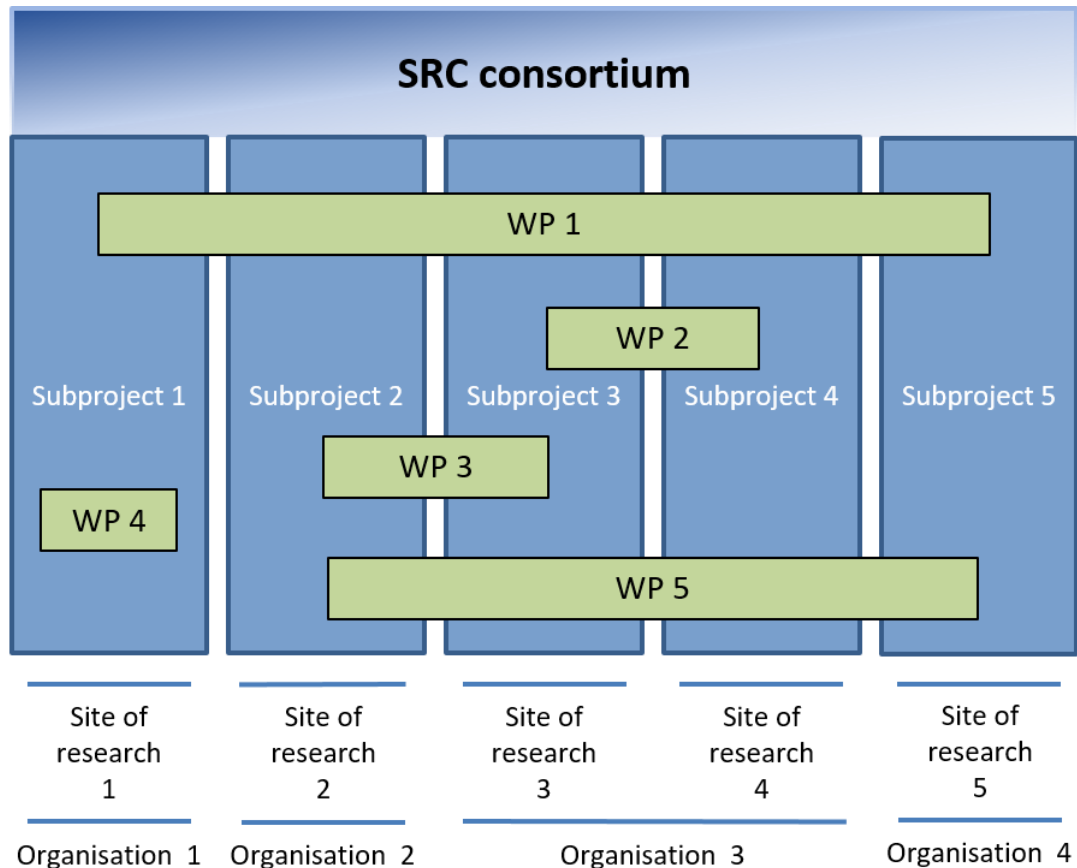 SRC consortium
WP 1
WP 2
Subproject 1
Subproject 2
Subproject 3
Subproject 4
Subproject 5
WP 3
WP 4
WP 5
Site of
research
1
Site of
research
2
Site of
research
3
Site of
research
4
Site of
research
5
Organisation 1
Organisation 2
Organisation 3
Organisation 4